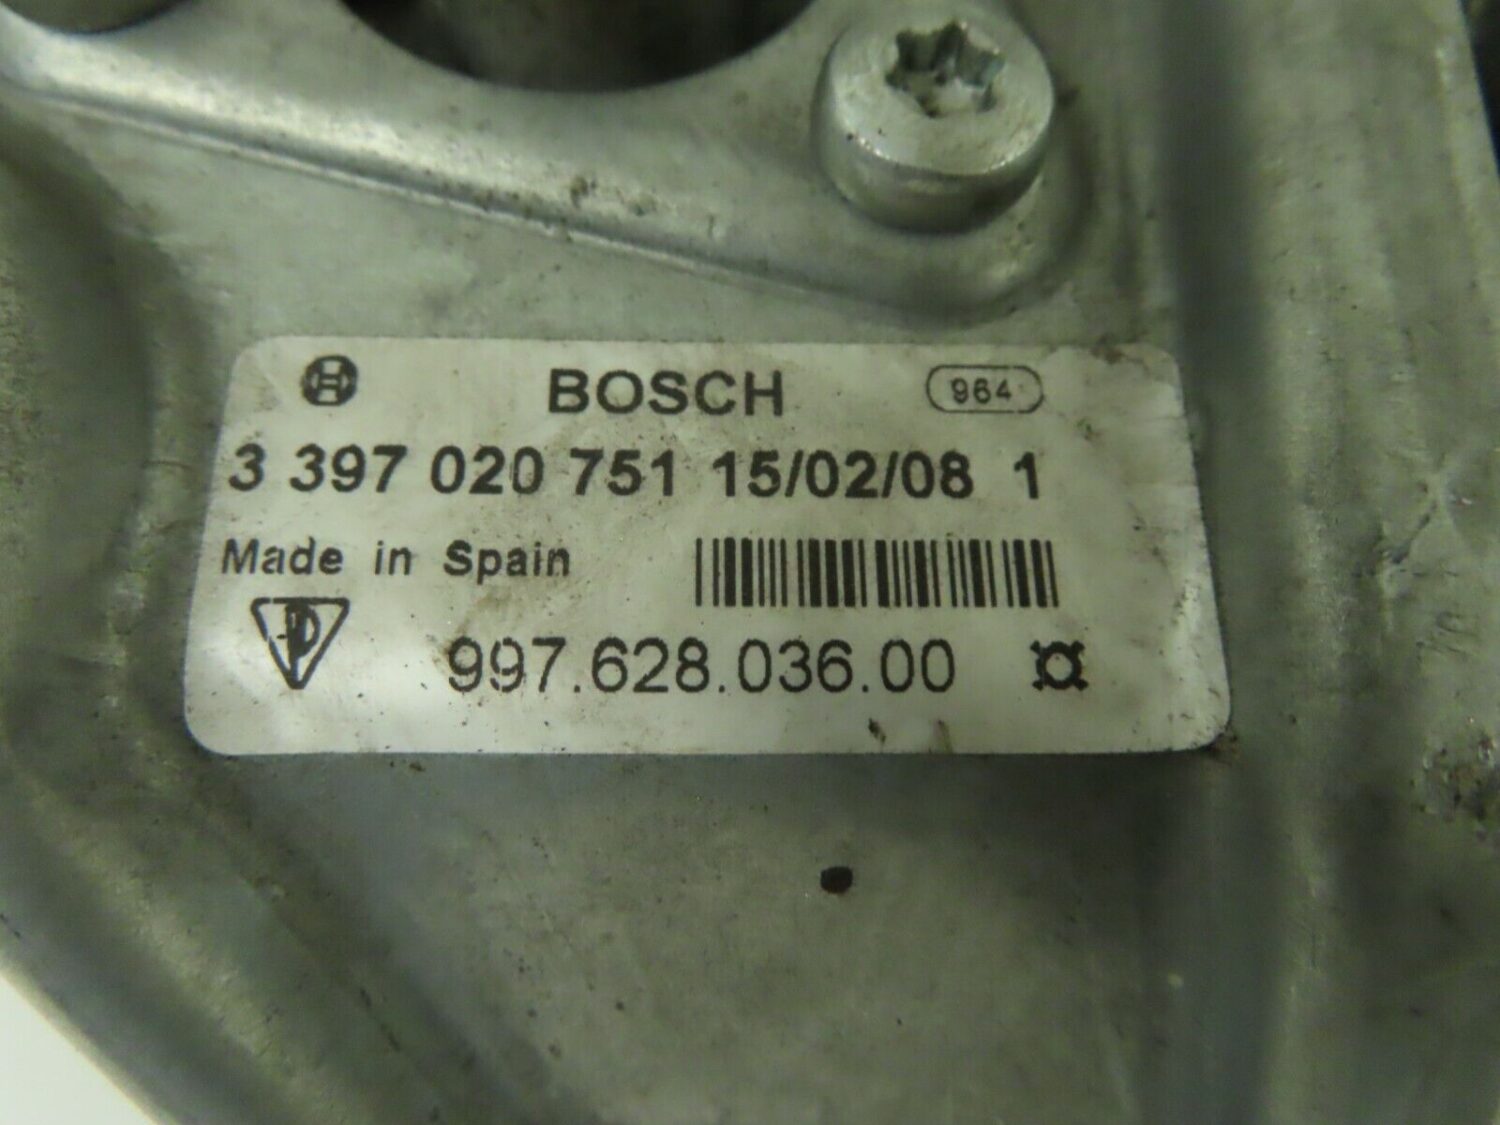 BOSCH 964
3 397 020 751 15/02/08 1
Made in Spain
997.628.036.00